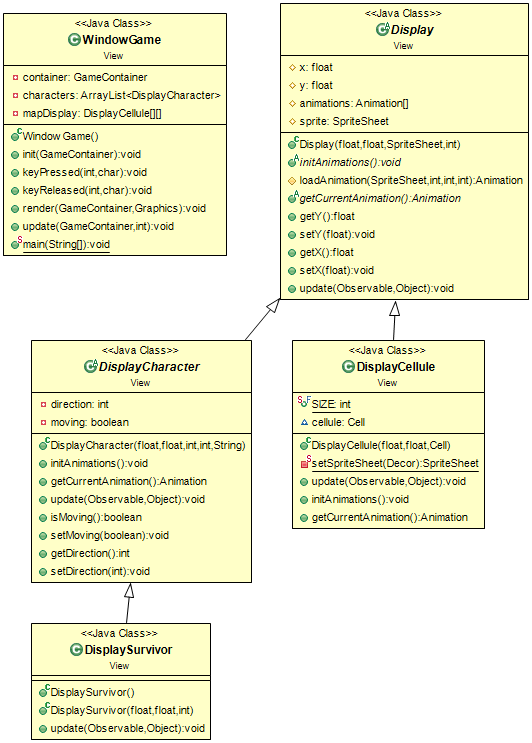 <<Java Class>>
WindowGame
View
container: GameContainer
characters: ArrayList<DisplayCharacter>
mapDisplay: DisplayCellule[][]
WindowGame()
init(GameContainer):void
keyPressed(int,char):void
keyReleased(int,char):void
render(GameContainer,Graphics):void
update(GameContainer,int):void
main(String[]):void
<<Java Class>>
Display
View
x: float
y: float
animations: Animation[]
sprite: SpriteSheet
Display(float,float,SpriteSheet,int)
initAnimations():void
loadAnimation(SpriteSheet,int,int,int):Animation
getCurrentAnimation():Animation
getY():float
setY(float):void
getX():float
setX(float):void
update(Observable,Object):void
<<Java Class>>
DisplayCharacter
View
direction: int
moving: boolean
DisplayCharacter(float,float,int,int,String)
initAnimations():void
getCurrentAnimation():Animation
update(Observable,Object):void
isMoving():boolean
setMoving(boolean):void
getDirection():int
setDirection(int):void
<<Java Class>>
DisplayCellule
View
SIZE: int
cellule: Cell
DisplayCellule(float,float,Cell)
setSpriteSheet(Decor):SpriteSheet
update(Observable,Object):void
initAnimations():void
getCurrentAnimation():Animation
<<Java Class>>
DisplaySurvivor
View
DisplaySurvivor()
DisplaySurvivor(float,float,int)
update(Observable,Object):void